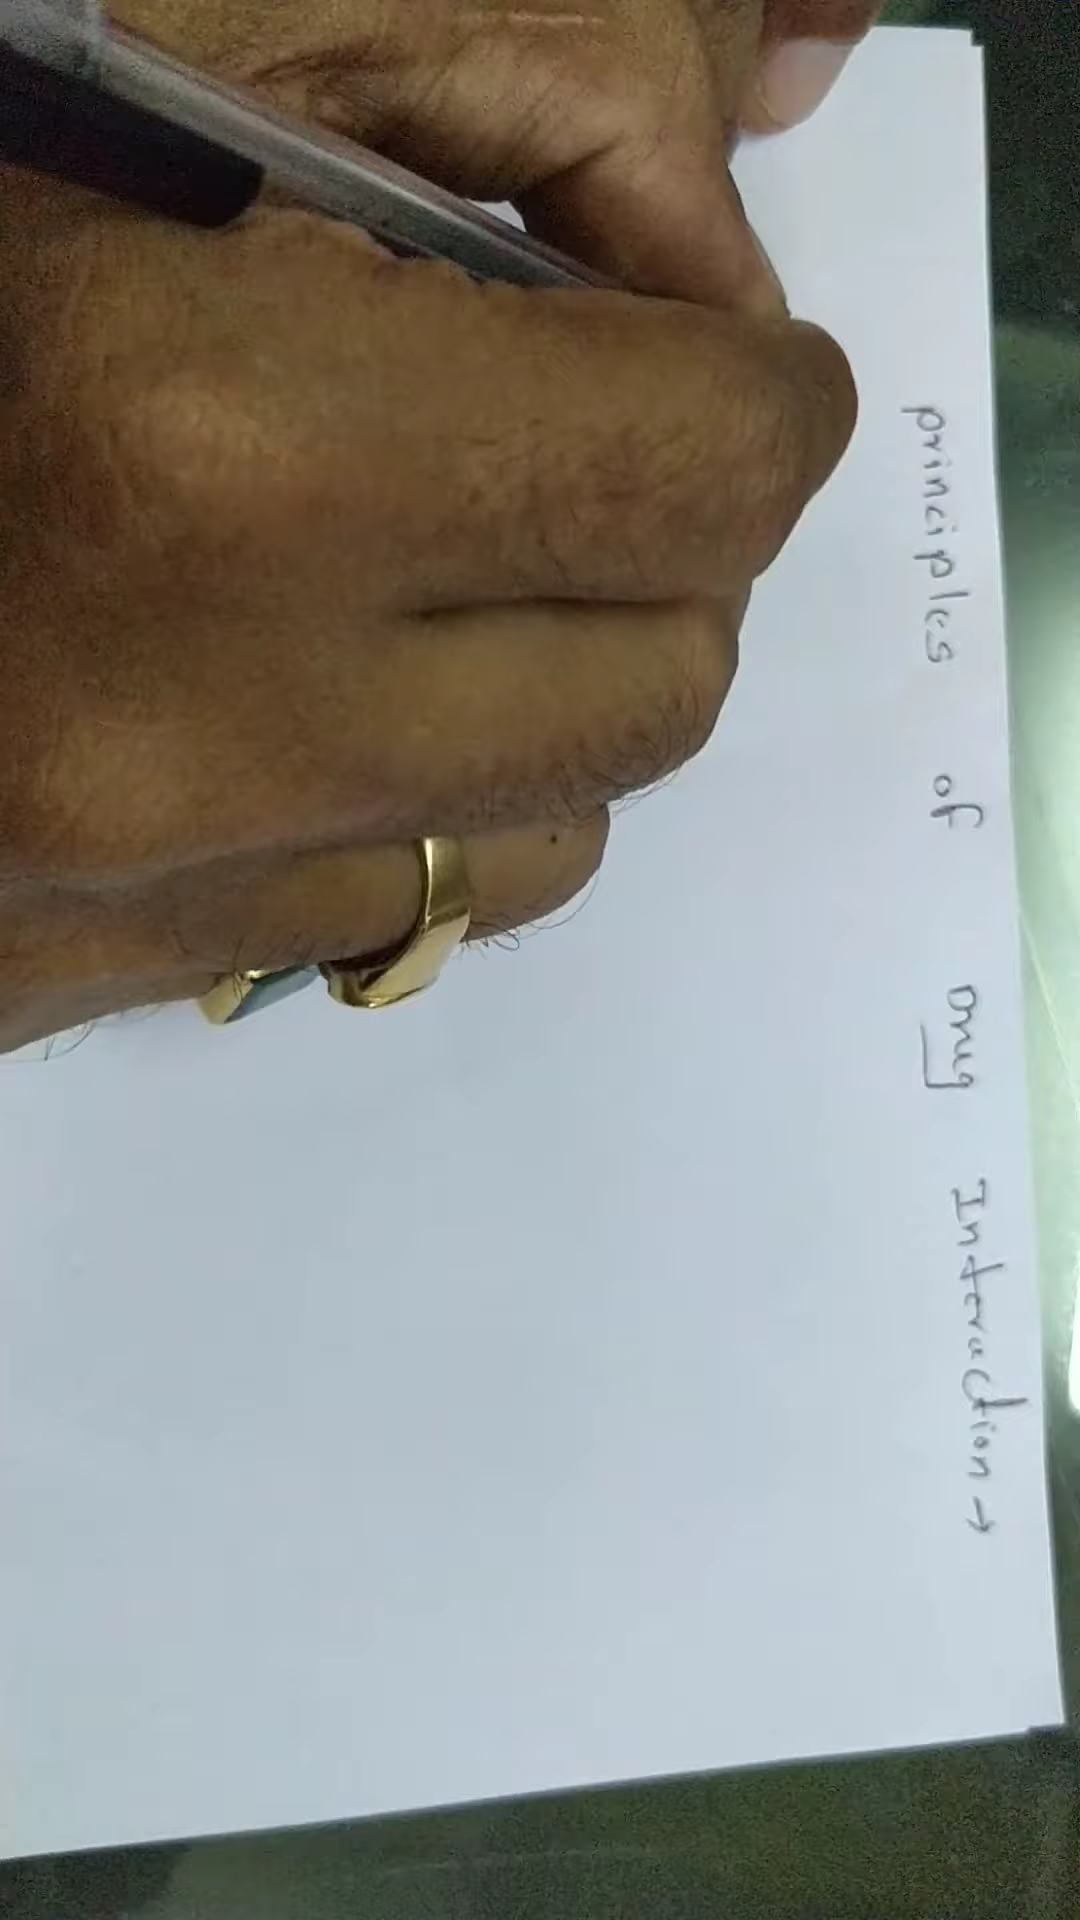 principles of Drug Interaction →